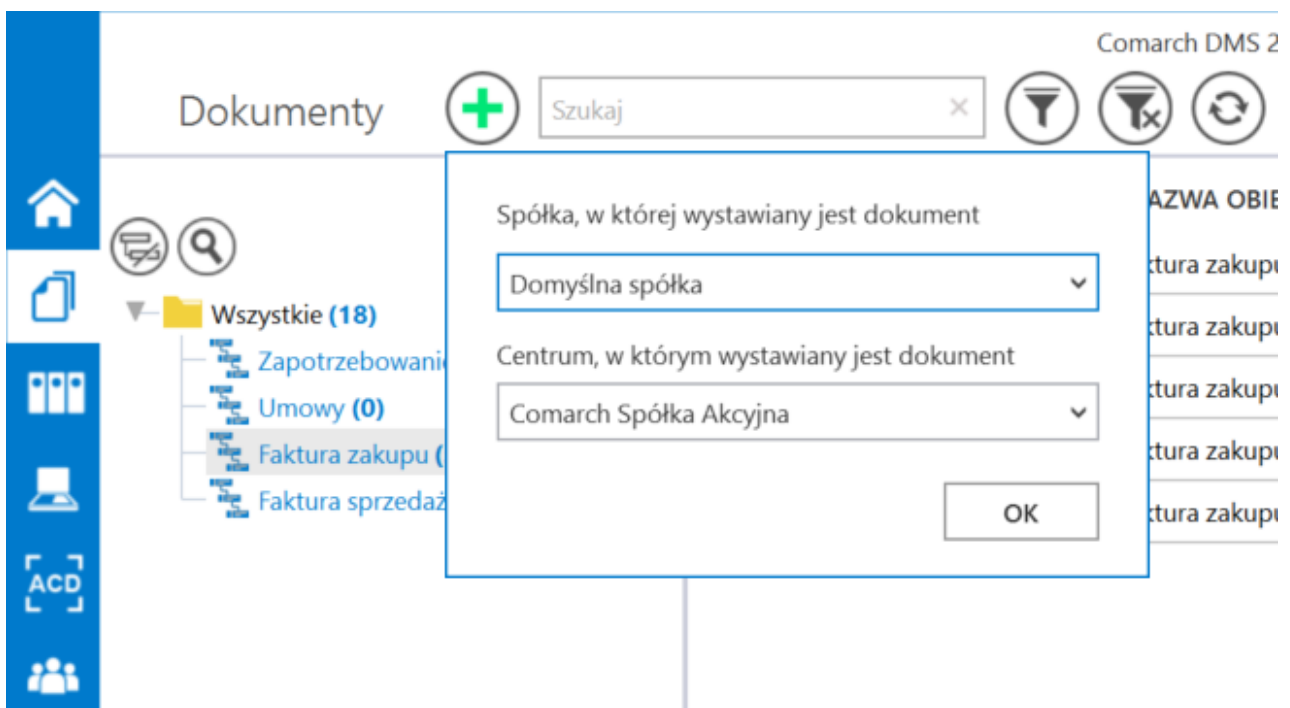 Comarch DMS 2
Dokumenty
Szukaj
Spółka, w której wystawiany jest dokument
Domyślna spółka
Centrum, w którym wystawiany jest dokument
Comarch Spółka Akcyjna
OK
Wszystkie (18)
Zapotrzebowanie
Umowy (0)
Faktura zakupu (
Faktura sprzedaż
ACD
AZWA OBIE
ktura zakupu
ktura zakupu
ktura zakupu
ktura zakupu
ktura zakupu